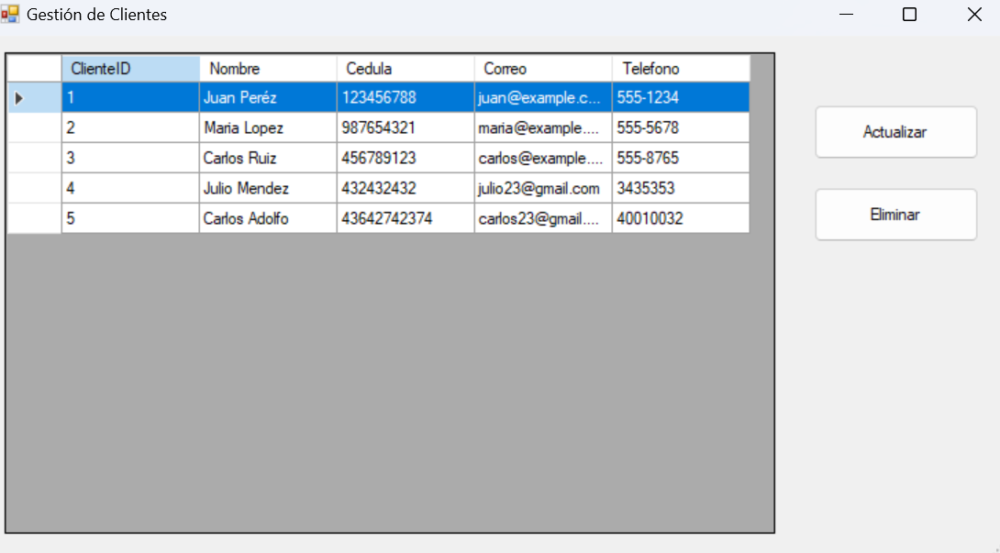 Gestión de Clientes
ClienteID Nombre Cedula Correo Telefono
1 Juan Peréz 123456788 juan@example.c... 555-1234
2 Maria Lopez 987654321 maria@example.... 555-5678
3 Carlos Ruiz 456789123 carlos@example.... 555-8765
4 Julio Mendez 432432432 julio23@gmail.com 3435353
5 Carlos Adolfo 43642742374 carlos23@gmail.... 40010032
Actualizar
Eliminar